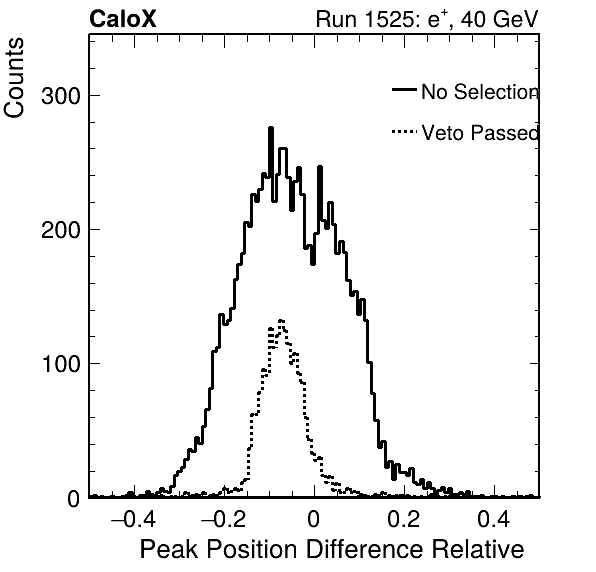 CaloX Run 1525: e+, 40 GeV
Counts
300
200
100
0
No Selection
Veto Passed
−0.4 −0.2 0 0.2 0.4
Peak Position Difference Relative